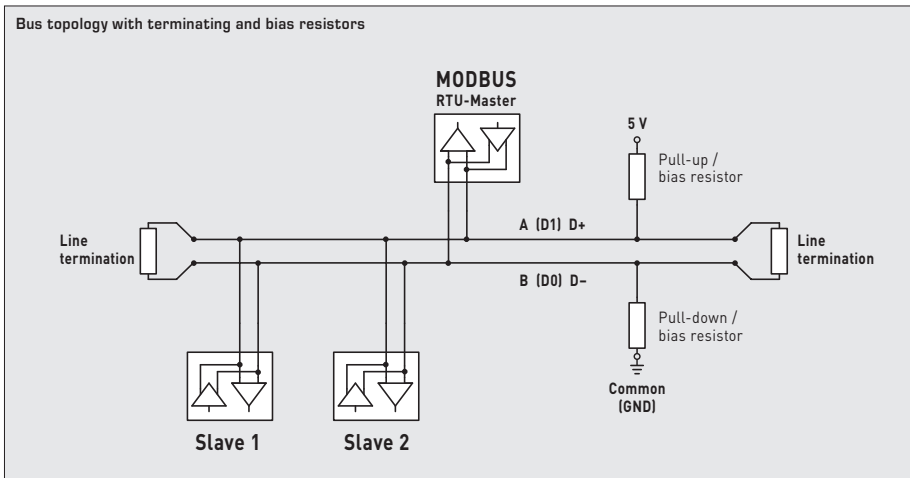 Bus topology with terminating and bias resistors
MODBUS
RTU-Master
5 V
Pull-up /
bias resistor
A (D1) D+
Line
termination
Line
termination
B (D0) D–
Pull-down /
bias resistor
Common
(GND)
Slave 1
Slave 2